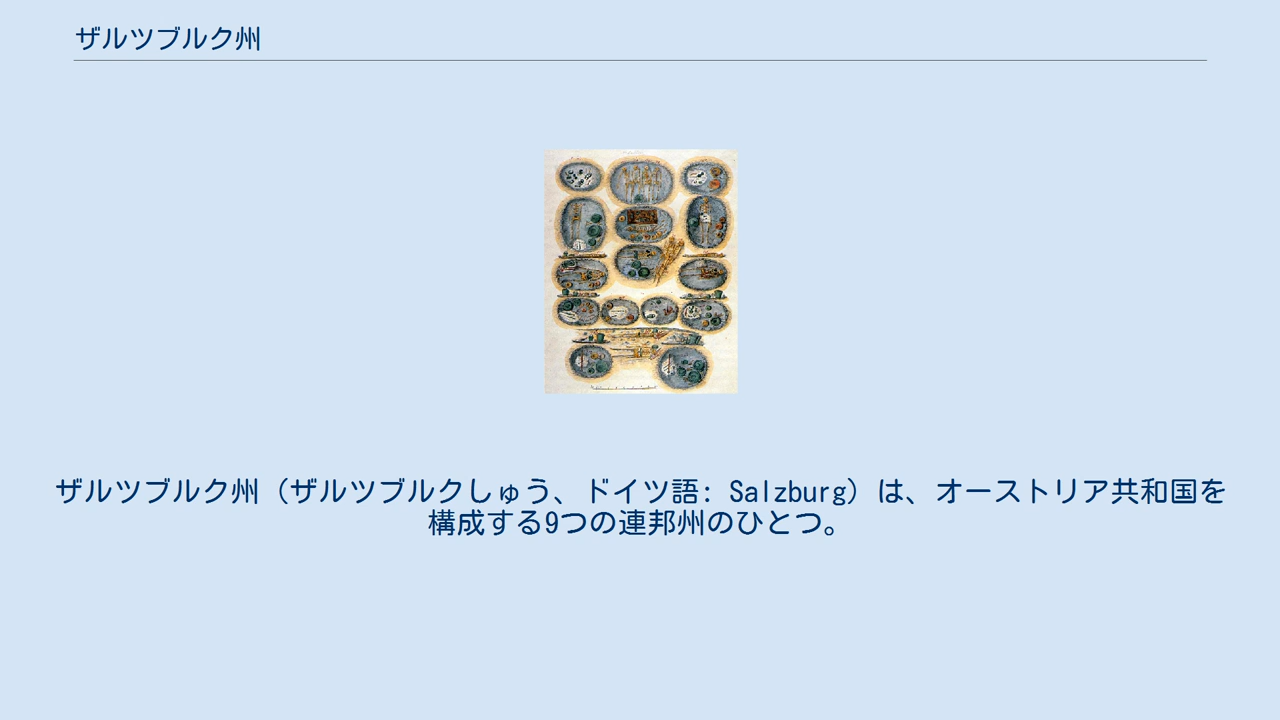 ザルツブルク州
ザルツブルク州（ザルツブルクしゅう、ドイツ語: Salzburg）は、オーストリア共和国を
構成する9つの連邦州のひとつ。